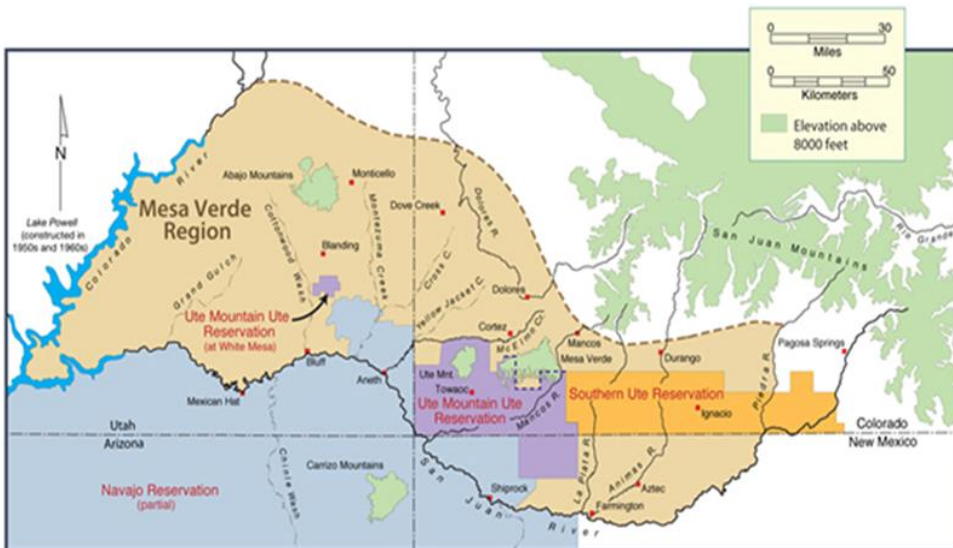 0 30
Miles
0 50
Kilometers
Elevation above
8000 feet
N
Lake Powell
(constructed in
1950s and 1960s)
Colorado
River
Mesa Verde
Region
Abajo Mountains
Monticello
Dove Creek
Dolores R.
Cottonwood Wash
Montezuma Creek
Blanding
Cross C.
Grand Gulch
Yellow Jacket C.
Dolores
San Juan Mountains
Rio Grande
Ute Mountain Ute
Reservation
(at White Mesa)
Cortez
McElmo Cr.
Mancos
Mesa Verde
Durango
Pagosa Springs
Piedra R.
Bluff
Aneth
Mexican Hat
Ute Mnt.
Towaoc
Ute Mountain Ute
Reservation
Mancos R.
Southern Ute Reservation
Ignacio
Utah
Arizona
Colorado
New Mexico
Navajo Reservation
(partial)
Chinle Wash
Carrizo Mountains
San Juan River
Shiprock
La Plata R.
Animas R.
Aztec
Farmington